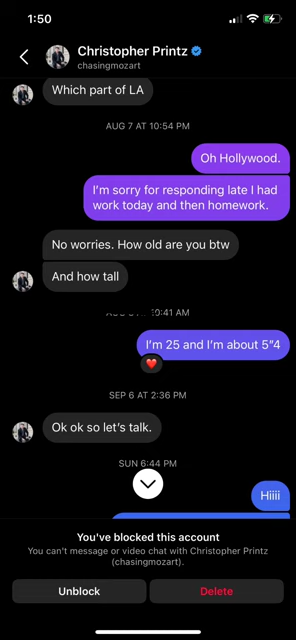 1:50
Christopher Printz
chasingmozart
Which part of LA
AUG 7 AT 10:54 PM
Oh Hollywood.
I'm sorry for responding late I had
work today and then homework.
No worries. How old are you btw
And how tall
10:41 AM
I'm 25 and I'm about 5"4
SEP 6 AT 2:36 PM
Ok ok so let's talk.
SUN 6:44 PM
Hiiii
You've blocked this account
You can't message or video chat with Christopher Printz
(chasingmozart).
Unblock
Delete